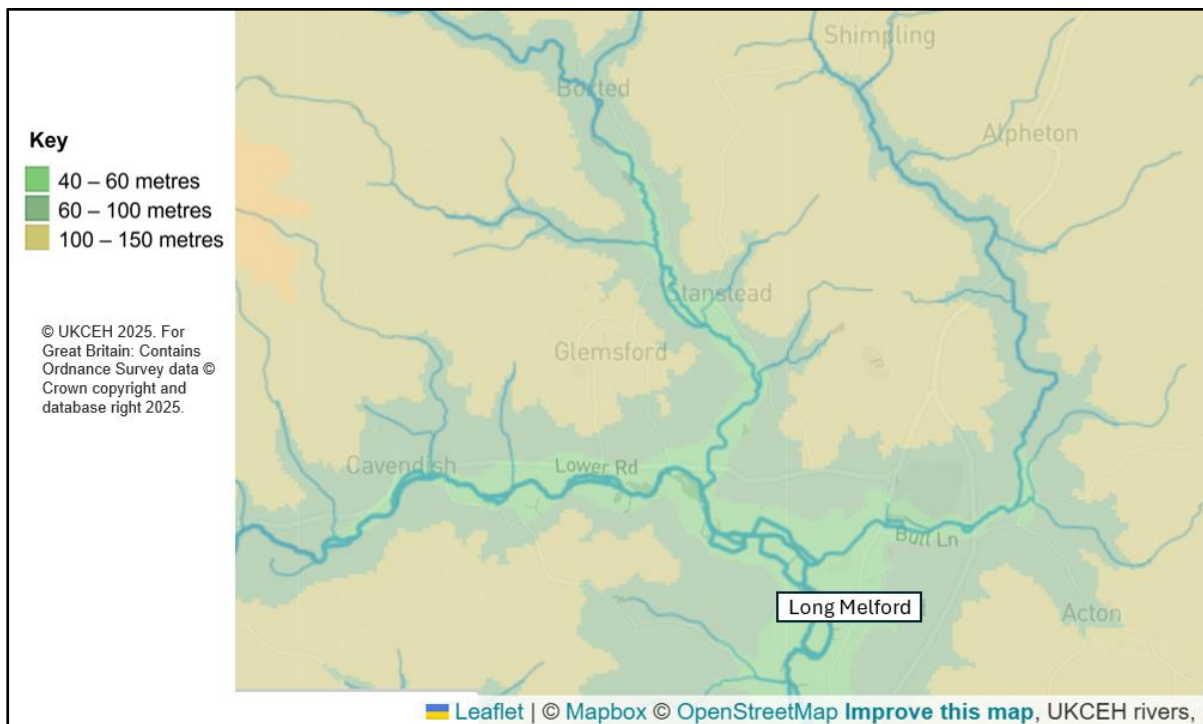 Key
40 – 60 metres
60 – 100 metres
100 – 150 metres
© UKCEH 2025. For
Great Britain: Contains
Ordnance Survey data ©
Crown copyright and
database right 2025.
Shimpling
Boxted
Alpheton
Stanstead
Glemsford
Cavendish
Lower Rd
Bull Ln
Long Melford
Acton
Leaflet | © Mapbox © OpenStreetMap Improve this map, UKCEH rivers